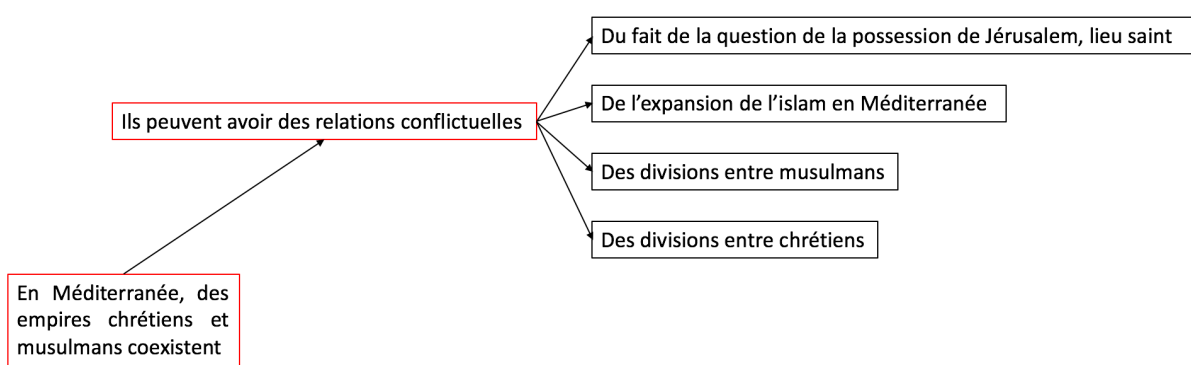 Du fait de la question de la possession de Jérusalem, lieu saint
De l’expansion de l’islam en Méditerranée
Ils peuvent avoir des relations conflictuelles
Des divisions entre musulmans
Des divisions entre chrétiens
En Méditerranée, des
empires chrétiens et
musulmans coexistent